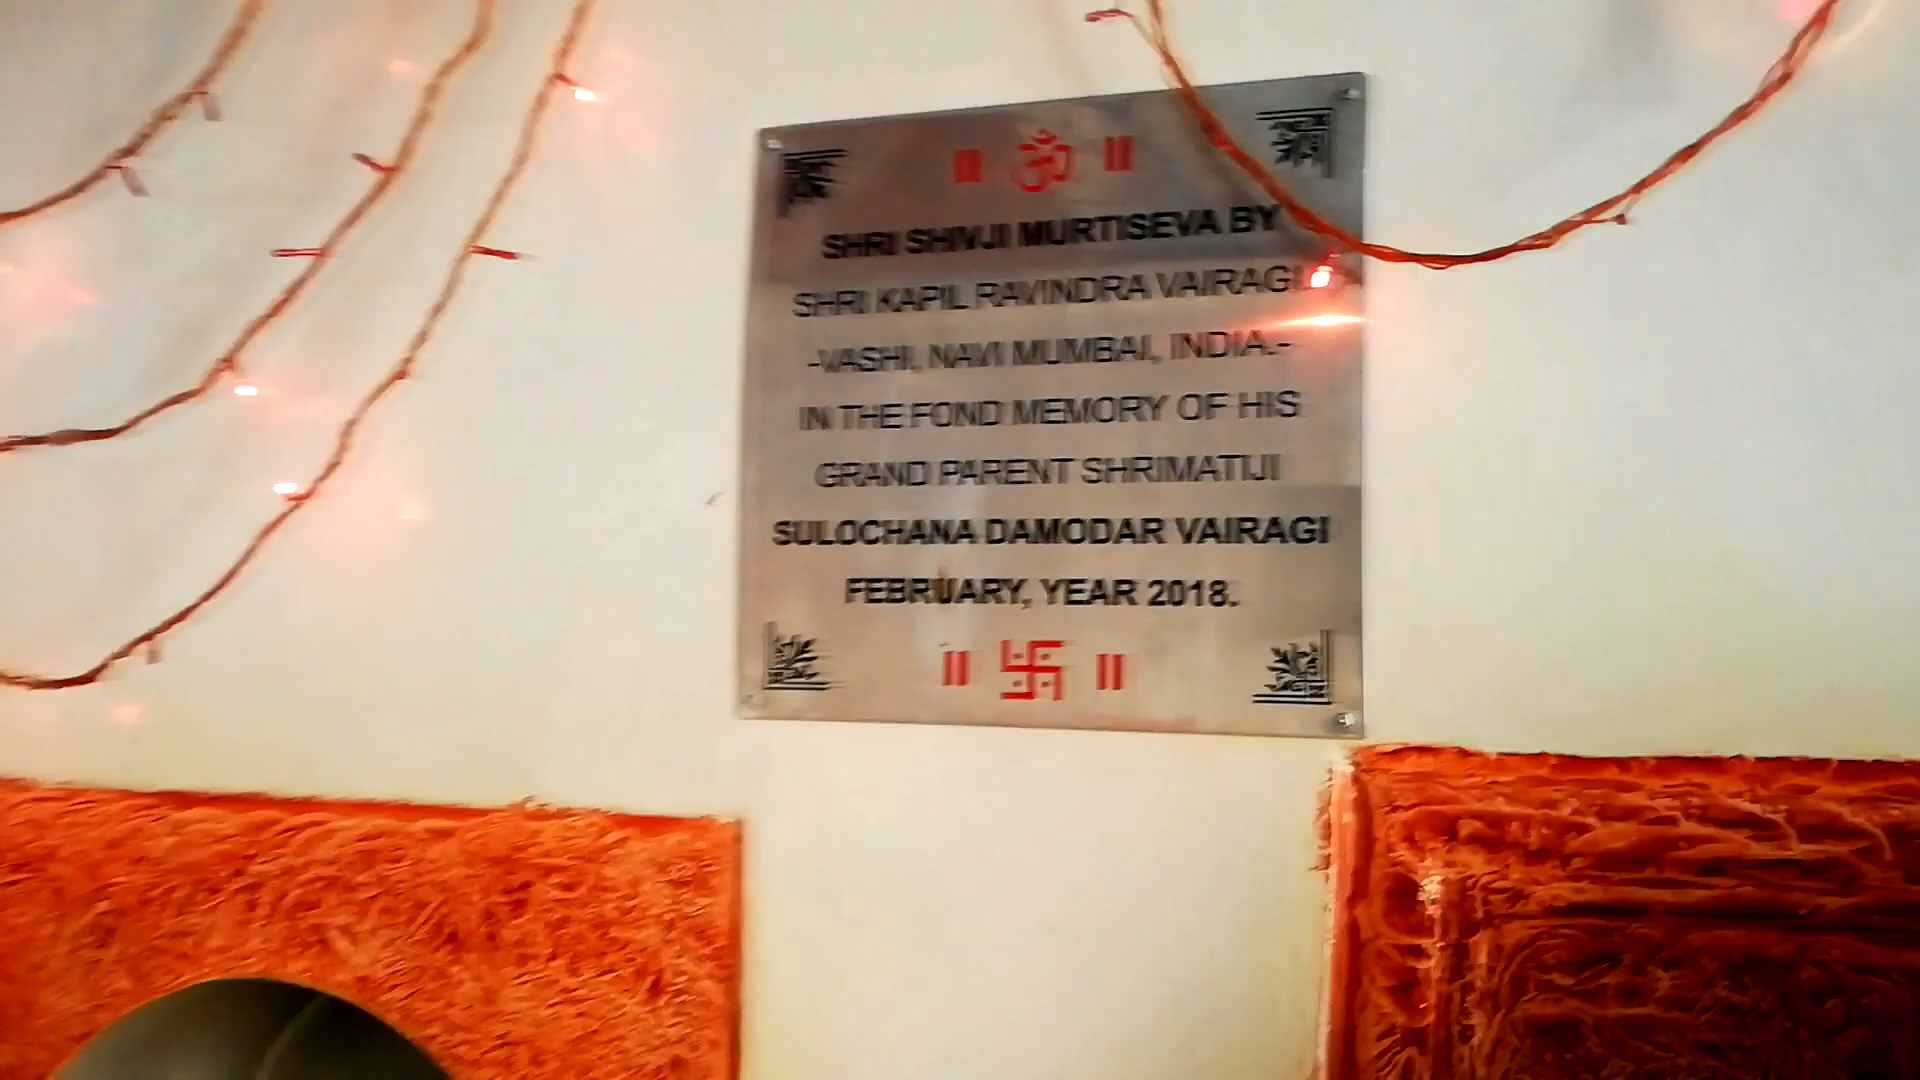 ॥ ॐ ॥
SHRI SHIVJI MURTISEVA BY
SHRI KAPIL RAVINDRA VAIRAGI
-VASHI, NAVI MUMBAI, INDIA.-
IN THE FOND MEMORY OF HIS
GRAND PARENT SHRIMATIJI
SULOCHANA DAMODAR VAIRAGI
FEBRUARY, YEAR 2018.
॥ 卐 ॥